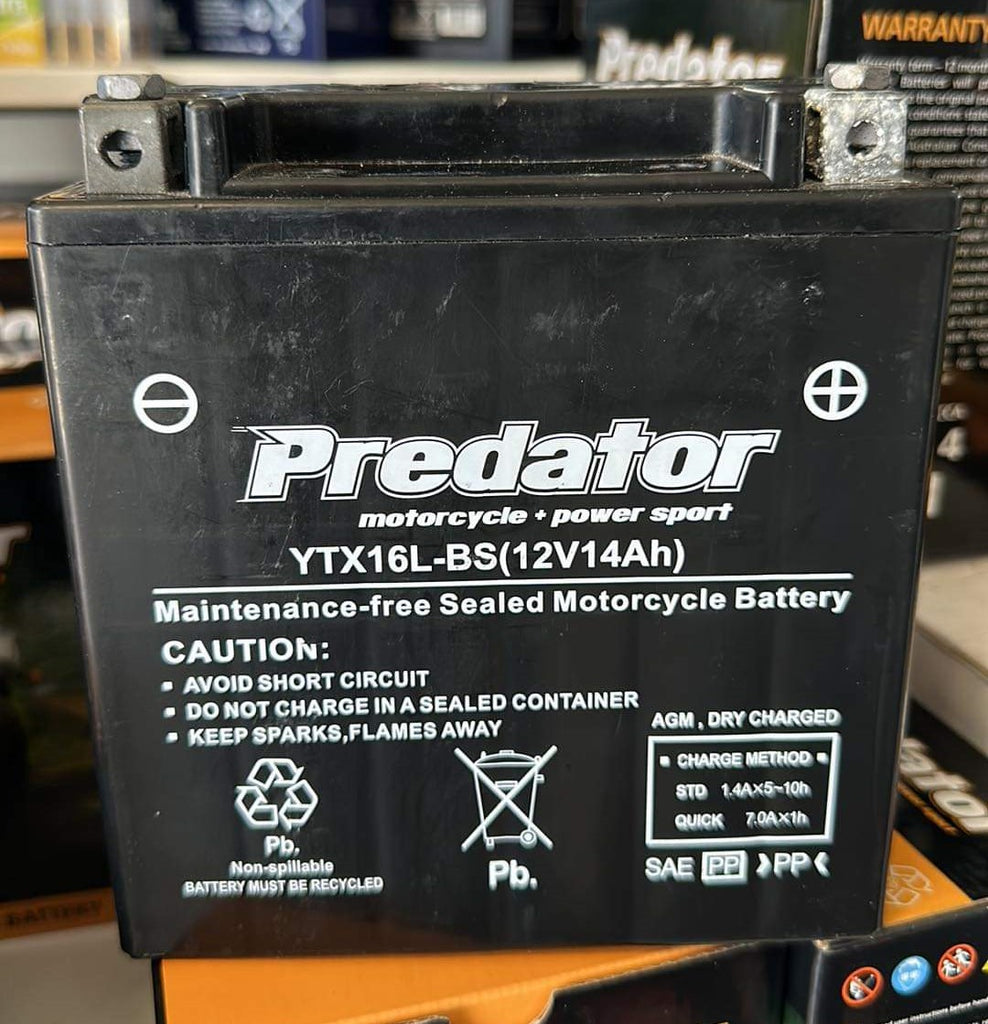 Predator
WARRANTY
Predator
motorcycle + power sport
YTX16L-BS(12V14Ah)
Maintenance-free Sealed Motorcycle Battery
CAUTION:
▪ AVOID SHORT CIRCUIT
▪ DO NOT CHARGE IN A SEALED CONTAINER
▪ KEEP SPARKS,FLAMES AWAY
AGM , DRY CHARGED
▪ CHARGE METHOD ▪
STD 1.4A×5~10h
QUICK 7.0A×1h
Pb.
Non-spillable
BATTERY MUST BE RECYCLED
Pb.
SAE PP >PP<
BATTERY